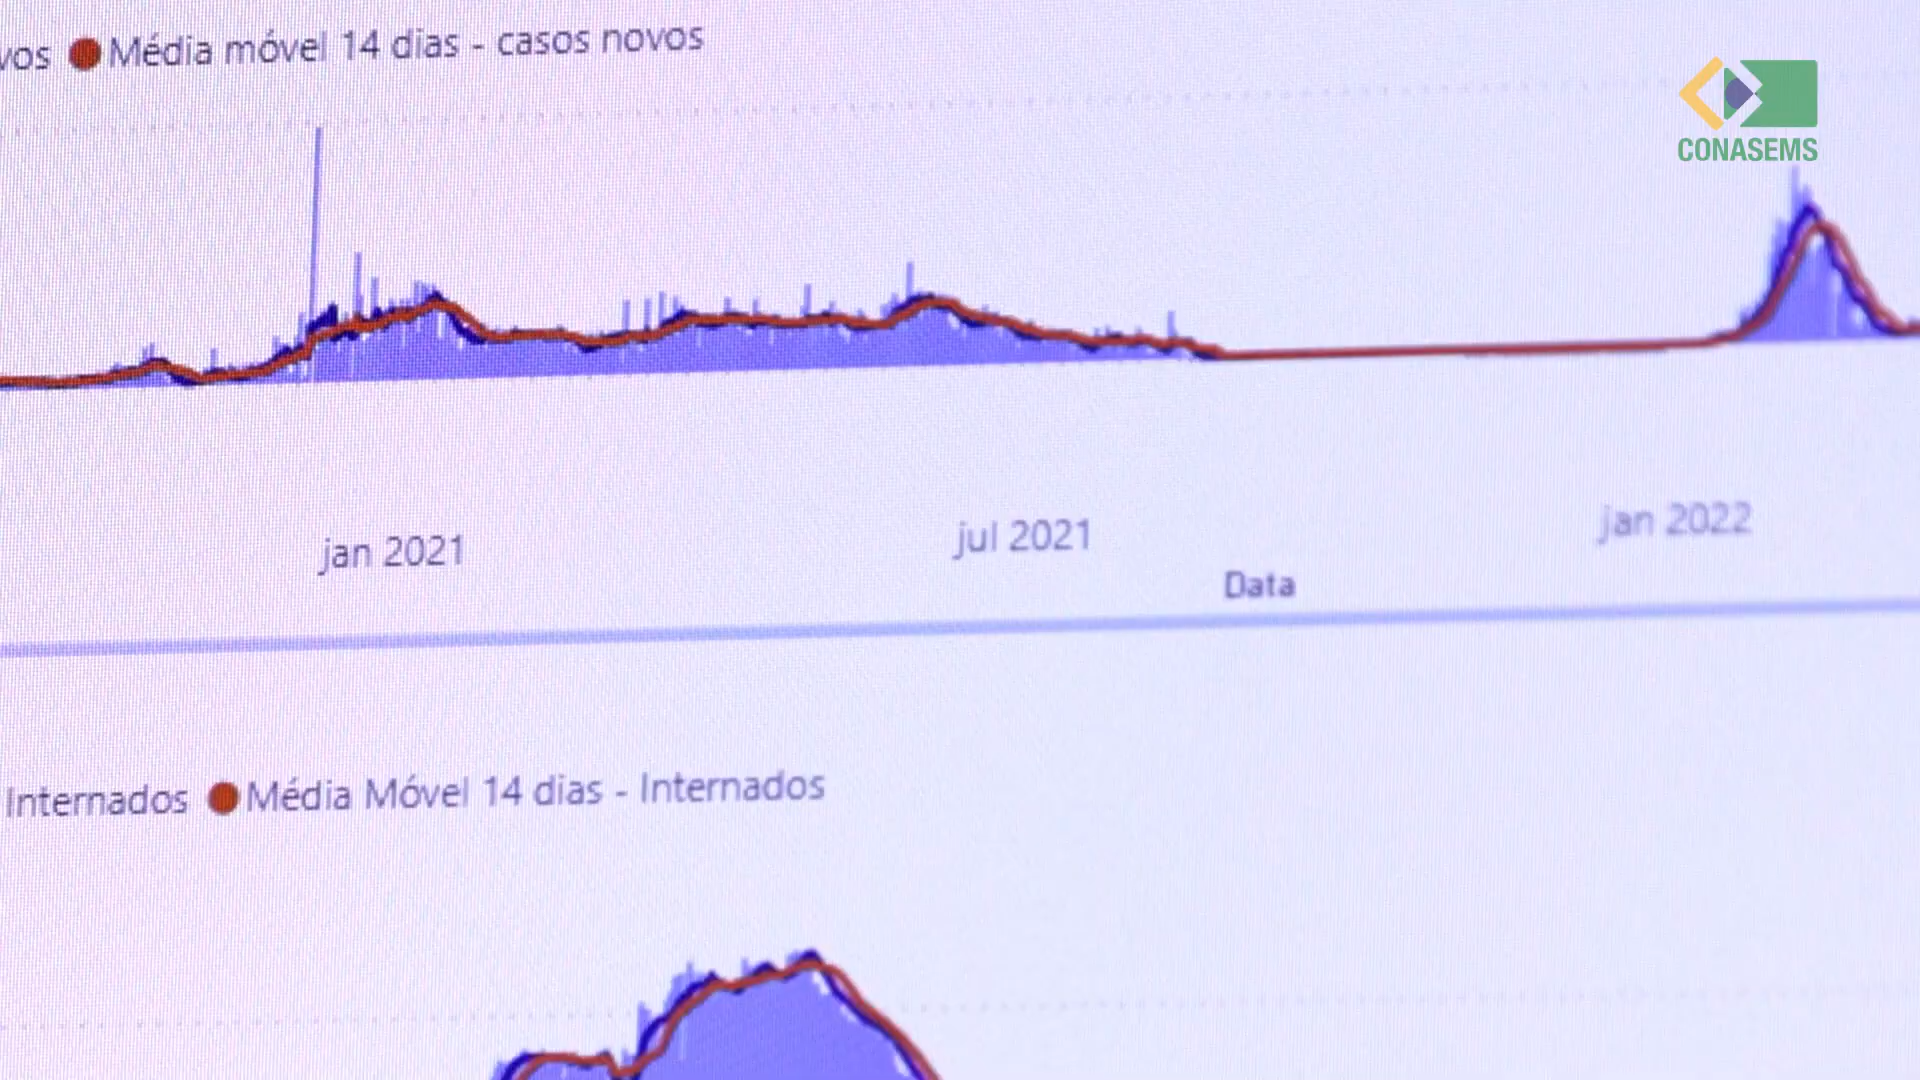 vos Média móvel 14 dias - casos novos
CONASEMS
jan 2021 jul 2021 jan 2022
Data
Internados Média Móvel 14 dias - Internados